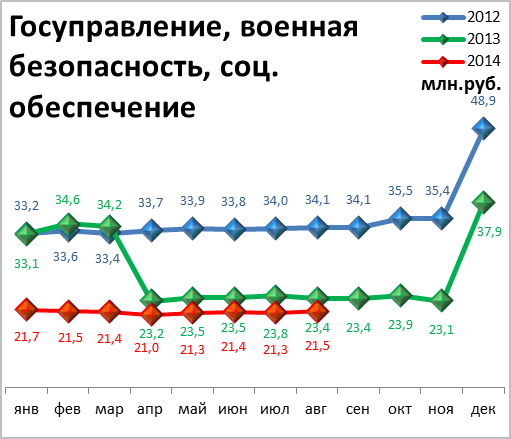 Госуправление, военная
безопасность, соц.
обеспечение
2012
2013
2014
млн.руб.
48,9
33,2 34,6 34,2 33,7 33,9 33,8 34,0 34,1 34,1 35,5 35,4
33,1 33,6 33,4 37,9
23,2 23,5 23,5 23,8 23,4 23,4 23,9 23,1
21,7 21,5 21,4 21,0 21,3 21,4 21,3 21,5
янв фев мар апр май июн июл авг сен окт ноя дек